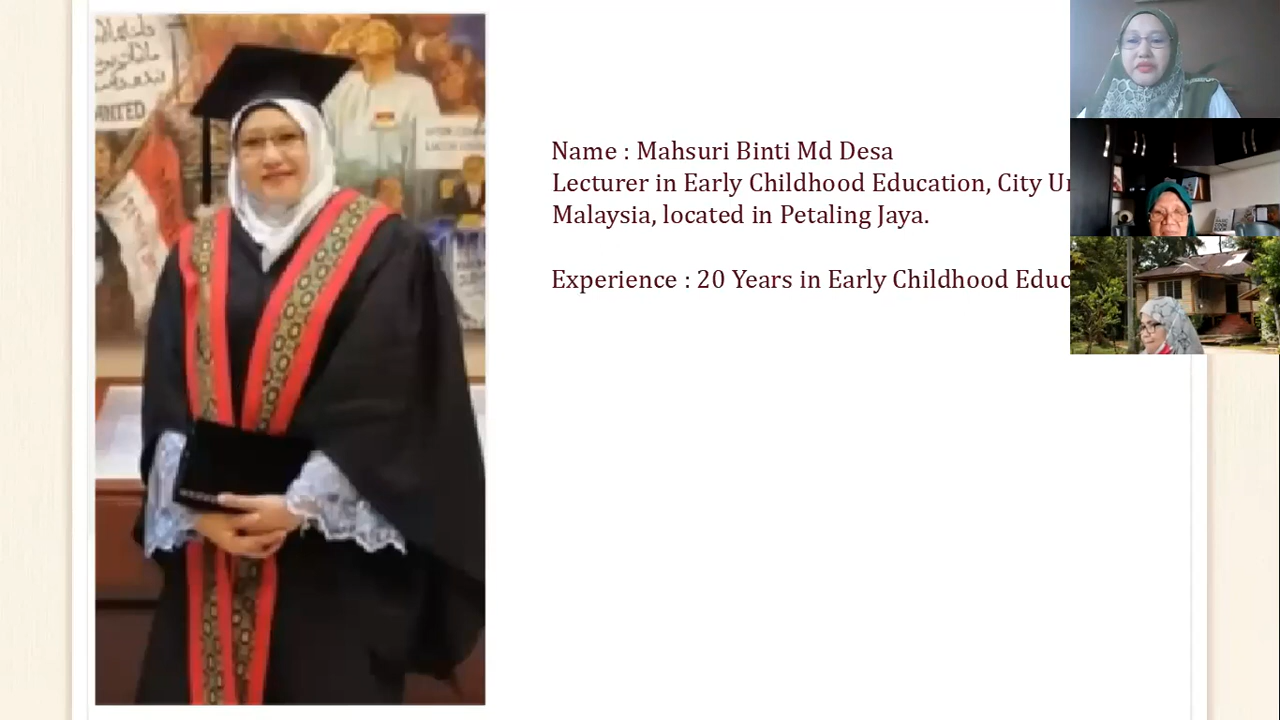 Name : Mahsuri Binti Md Desa
Lecturer in Early Childhood Education, City
Malaysia, located in Petaling Jaya.
Experience : 20 Years in Early Childhood